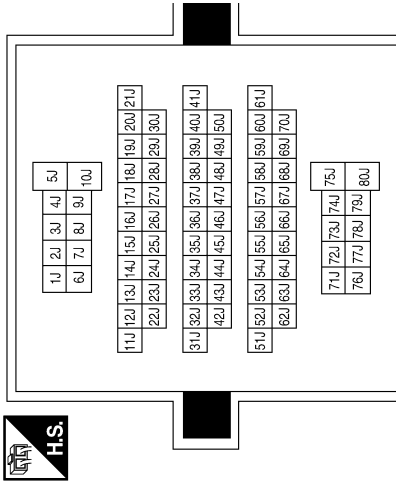 H.S.
1J 2J 3J 4J 5J
6J 7J 8J 9J 10J
11J 12J 13J 14J 15J 16J 17J 18J 19J 20J 21J
22J 23J 24J 25J 26J 27J 28J 29J 30J
31J 32J 33J 34J 35J 36J 37J 38J 39J 40J 41J
42J 43J 44J 45J 46J 47J 48J 49J 50J
51J 52J 53J 54J 55J 56J 57J 58J 59J 60J 61J
62J 63J 64J 65J 66J 67J 68J 69J 70J
71J 72J 73J 74J 75J
76J 77J 78J 79J 80J